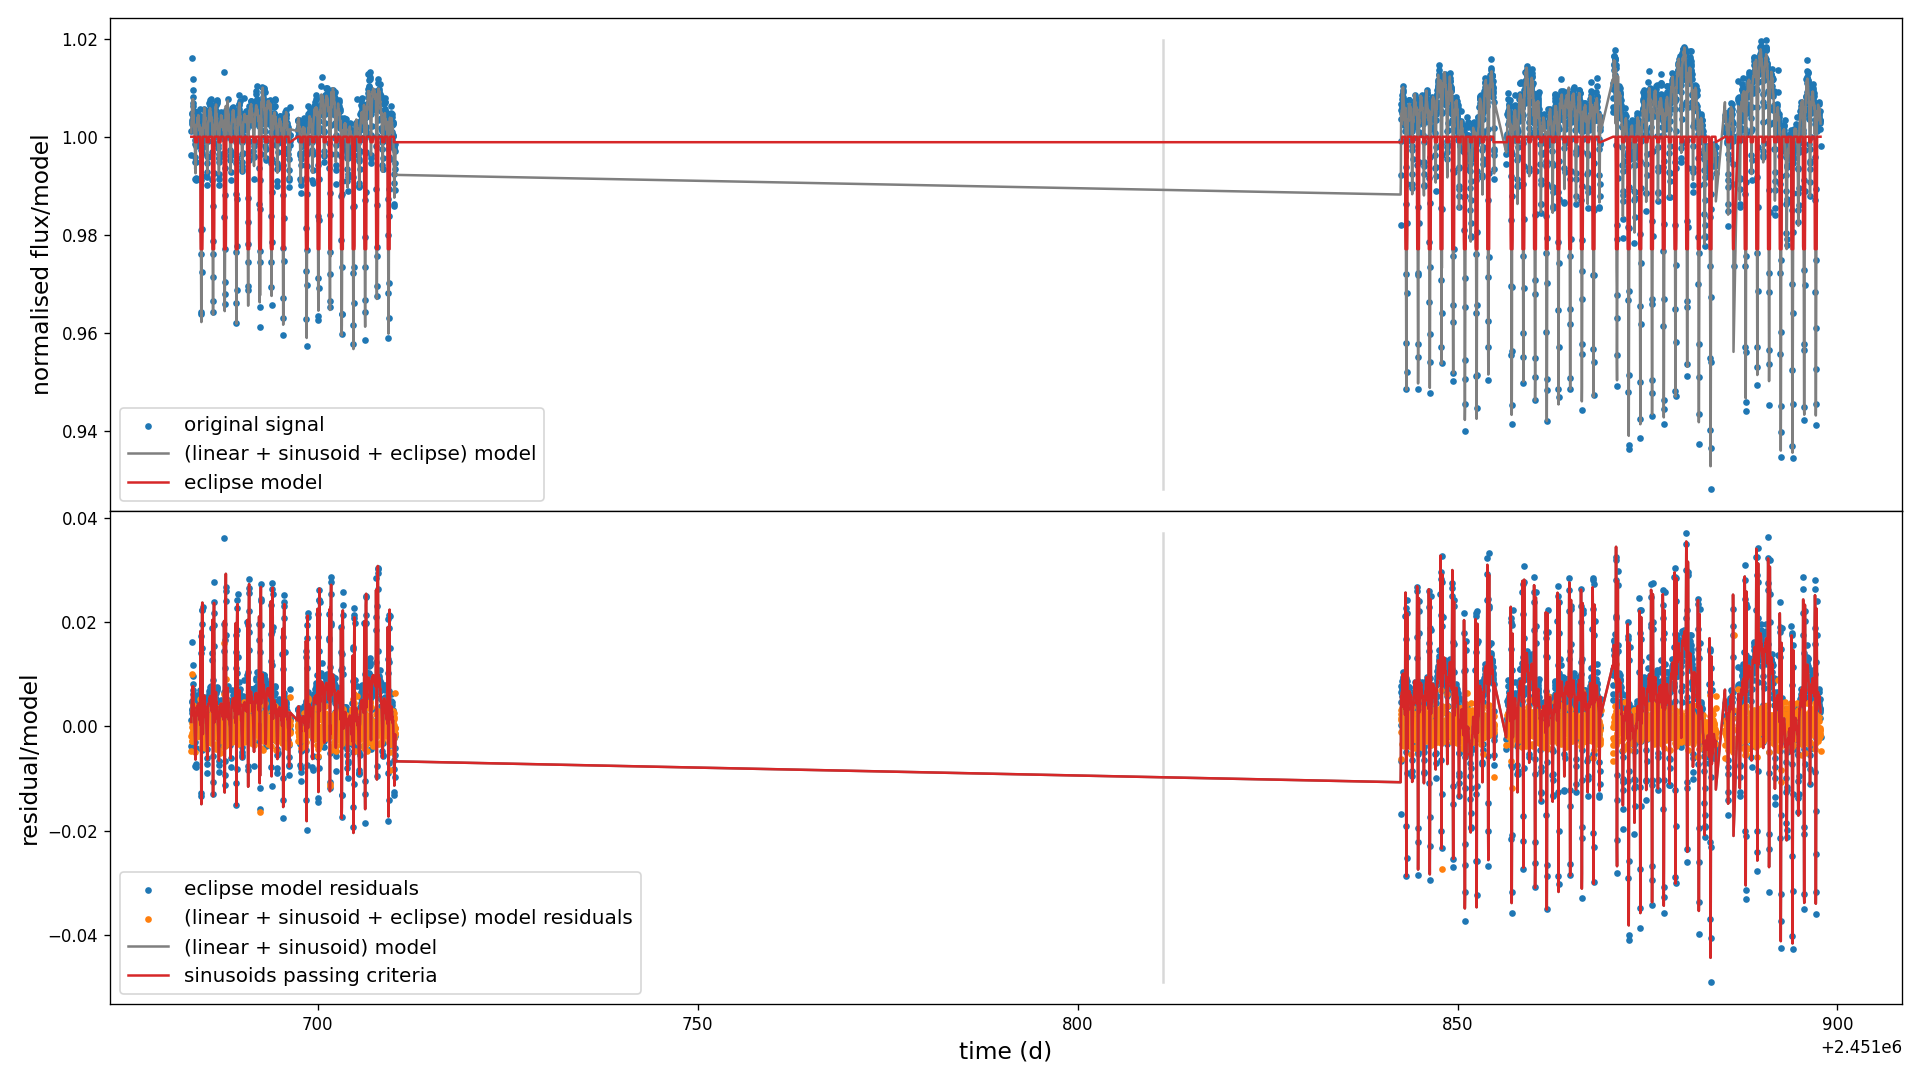 1.02
1.00
0.98
0.96
0.94
normalised flux/model
original signal
(linear + sinusoid + eclipse) model
eclipse model
0.04
0.02
0.00
−0.02
−0.04
residual/model
eclipse model residuals
(linear + sinusoid + eclipse) model residuals
(linear + sinusoid) model
sinusoids passing criteria
700
750
800
850
900
+2.451e6
time (d)